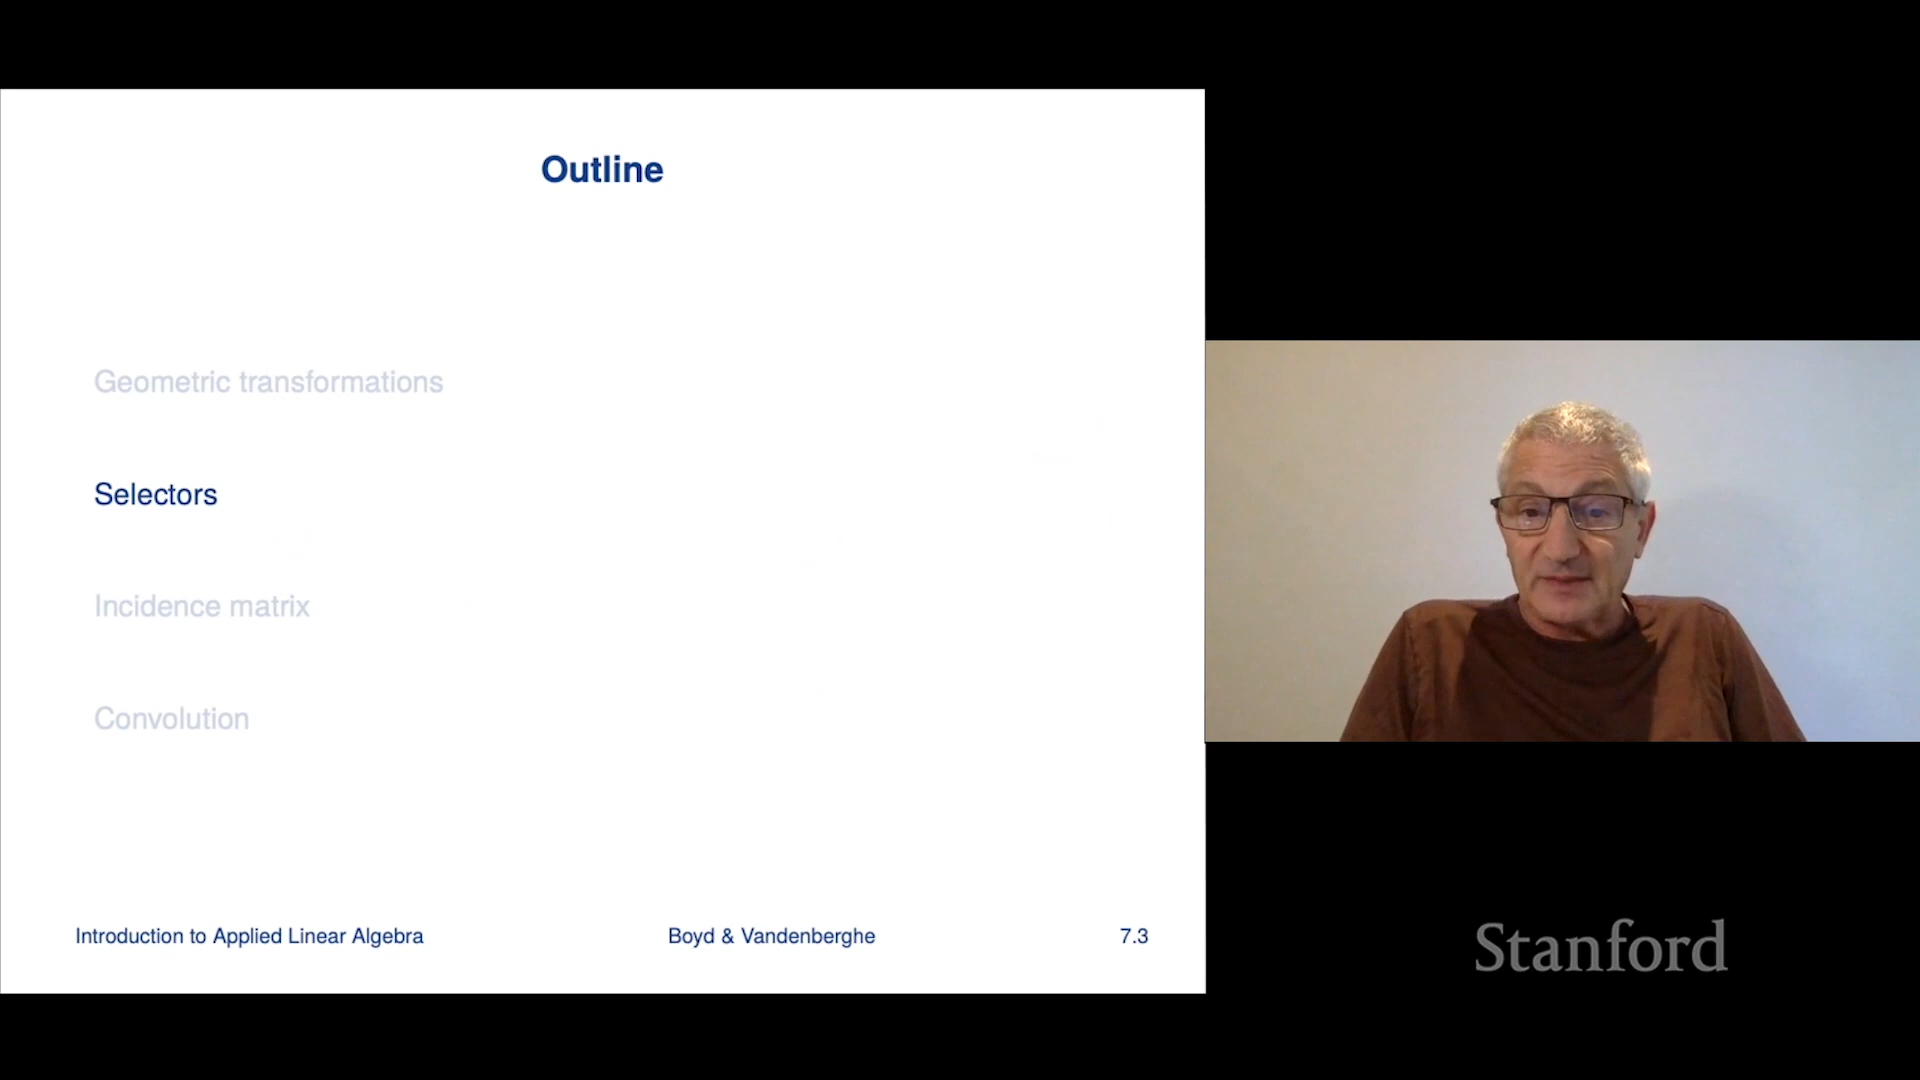 Outline
Geometric transformations
Selectors
Incidence matrix
Convolution
Introduction to Applied Linear Algebra Boyd & Vandenberghe 7.3
Stanford